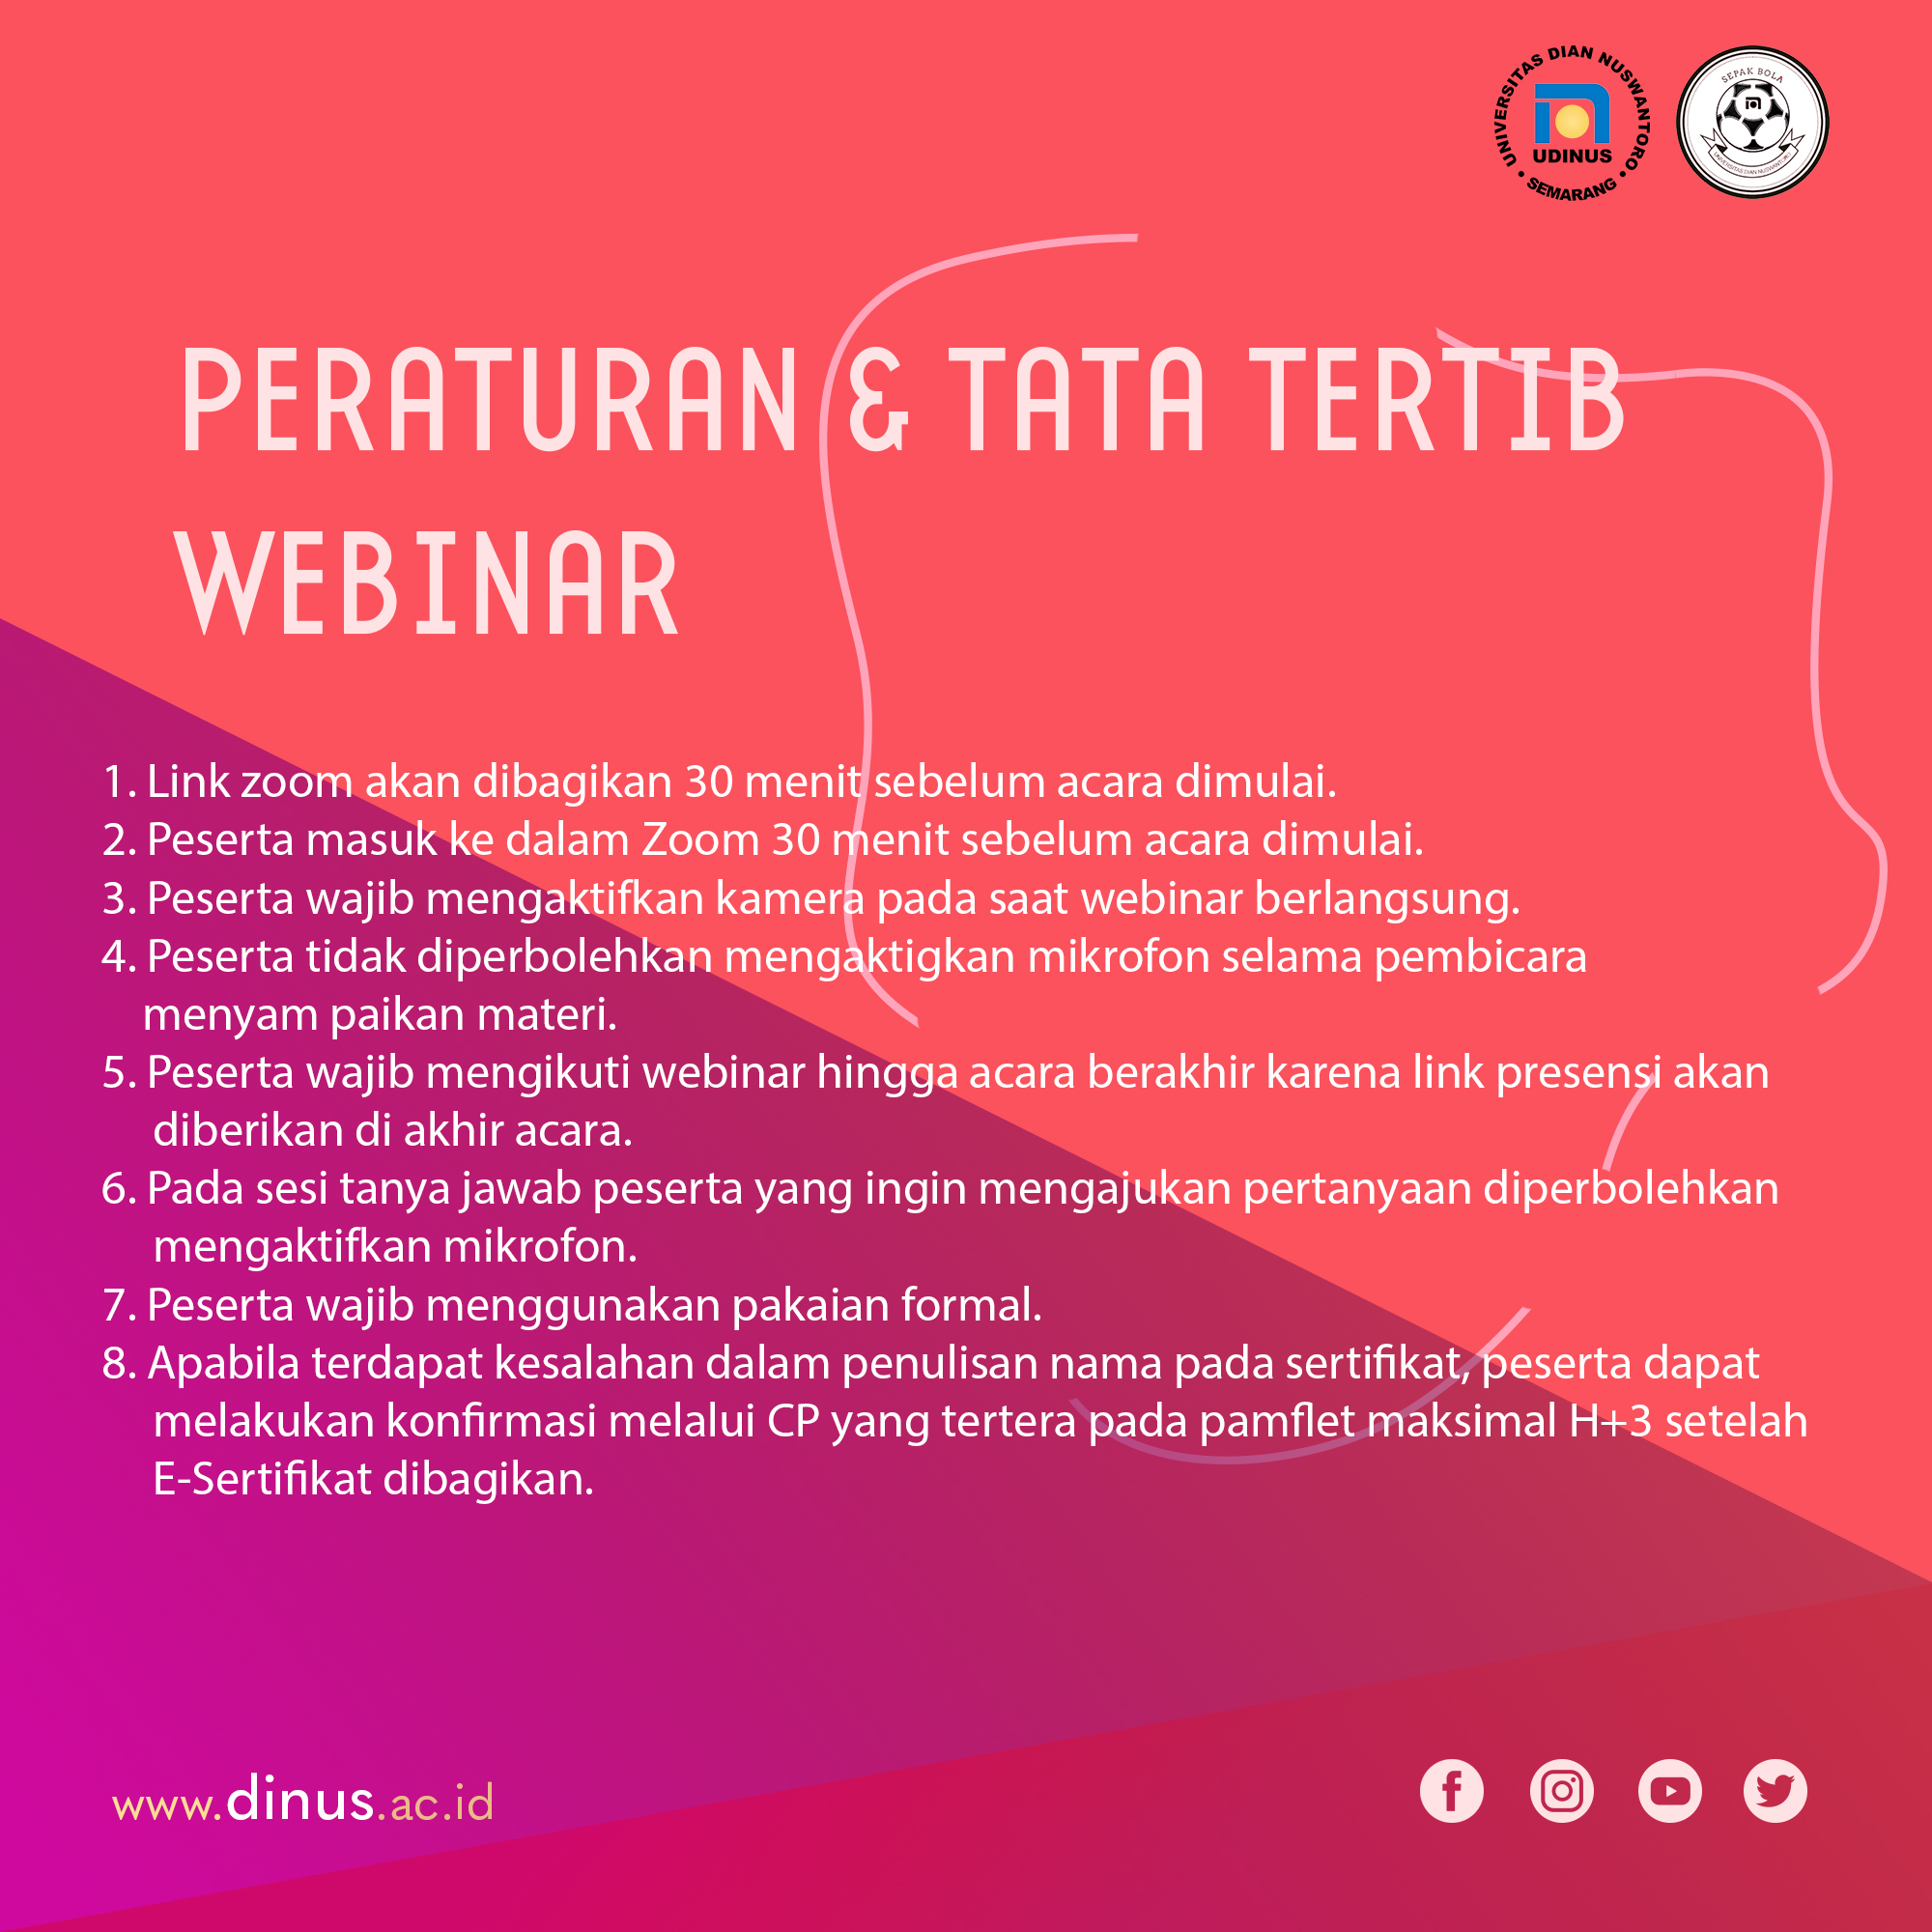 UNIVERSITAS DIAN NUSWANTORO
UDINUS
• SEMARANG •
SEPAK BOLA
UNIVERSITAS DIAN NUSWANTORO
PERATURAN & TATA TERTIB
WEBINAR
1. Link zoom akan dibagikan 30 menit sebelum acara dimulai.
2. Peserta masuk ke dalam Zoom 30 menit sebelum acara dimulai.
3. Peserta wajib mengaktifkan kamera pada saat webinar berlangsung.
4. Peserta tidak diperbolehkan mengaktigkan mikrofon selama pembicara
menyam paikan materi.
5. Peserta wajib mengikuti webinar hingga acara berakhir karena link presensi akan
diberikan di akhir acara.
6. Pada sesi tanya jawab peserta yang ingin mengajukan pertanyaan diperbolehkan
mengaktifkan mikrofon.
7. Peserta wajib menggunakan pakaian formal.
8. Apabila terdapat kesalahan dalam penulisan nama pada sertifikat, peserta dapat
melakukan konfirmasi melalui CP yang tertera pada pamflet maksimal H+3 setelah
E-Sertifikat dibagikan.
www.dinus.ac.id